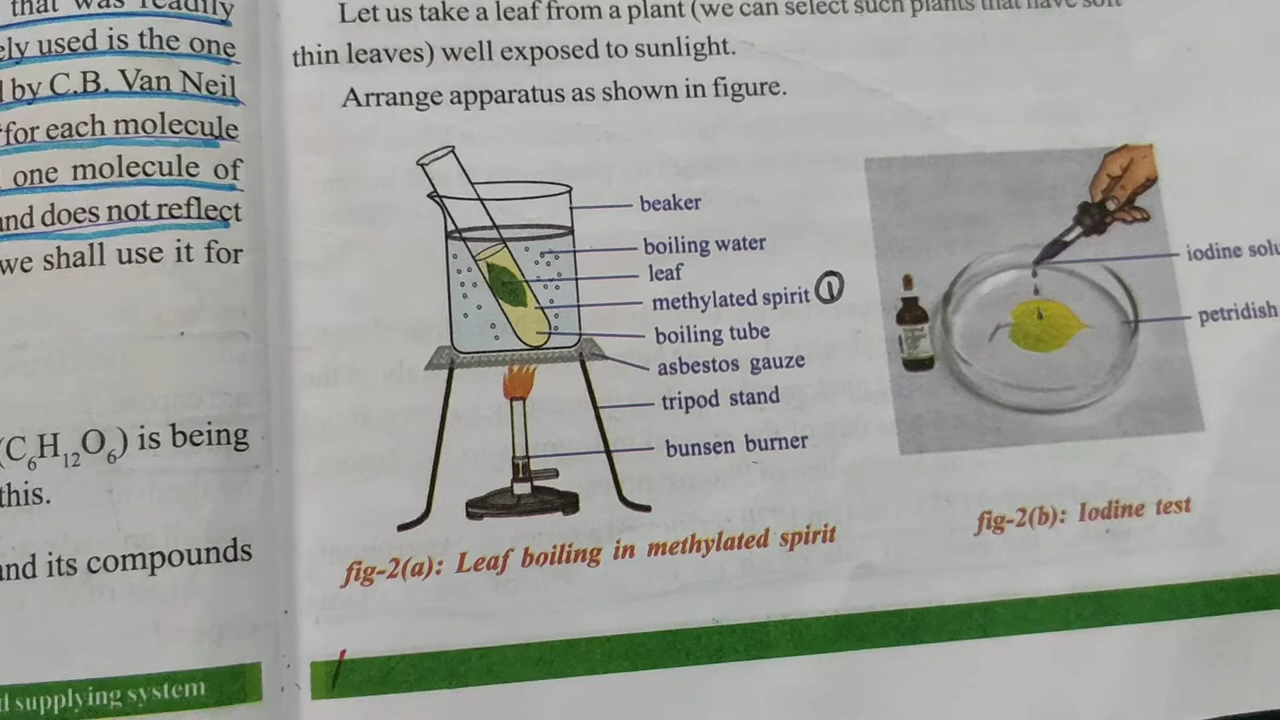 that was readily
ely used is the one
by C.B. Van Neil
for each molecule
one molecule of
and does not reflect
we shall use it for
(C₆H₁₂O₆) is being
this.
and its compounds
d supplying system
Let us take a leaf from a plant (we can select such plants that have soft
thin leaves) well exposed to sunlight.
Arrange apparatus as shown in figure.
beaker
boiling water
leaf
methylated spirit ①
boiling tube
asbestos gauze
tripod stand
bunsen burner
fig-2(a): Leaf boiling in methylated spirit
iodine solu
petridish
fig-2(b): Iodine test